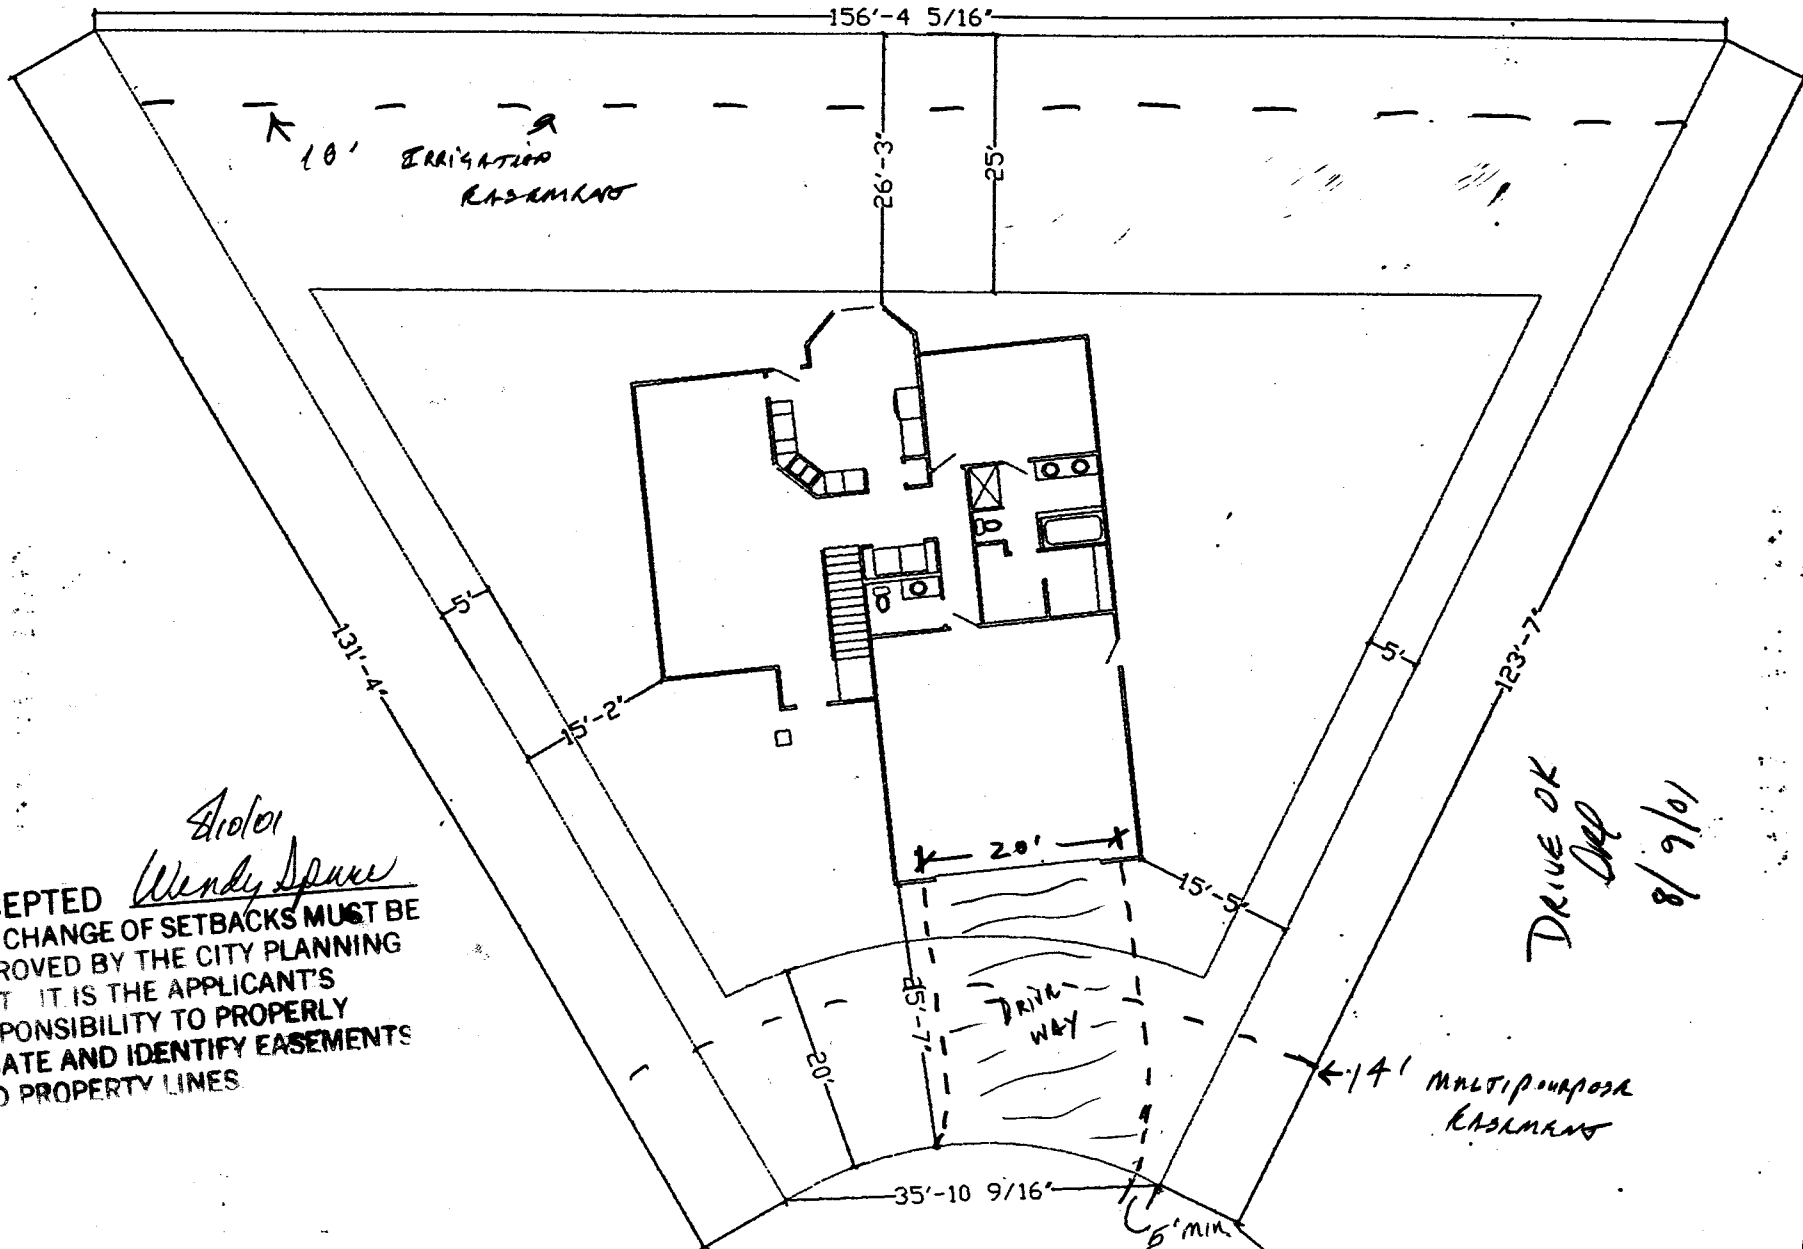 156'-4 5/16"
10' IRRIGATION
EASEMENT
26'-3"
25'
5'
131'-4"
15'-2"
5'
123'-7"
20'
15'-5"
8/10/01
EPTED Wendy
CHANGE OF SETBACKS MUST BE
ROVED BY THE CITY PLANNING
T IT IS THE APPLICANT'S
PONSIBILITY TO PROPERLY
ATE AND IDENTIFY EASEMENTS
D PROPERTY LINES
DRIVE OK
8/9/01
20'
35'-7"
DRIVE
WAY
14' MULTIPURPOSE
EASEMENT
35'-10 9/16"
5' MIN.